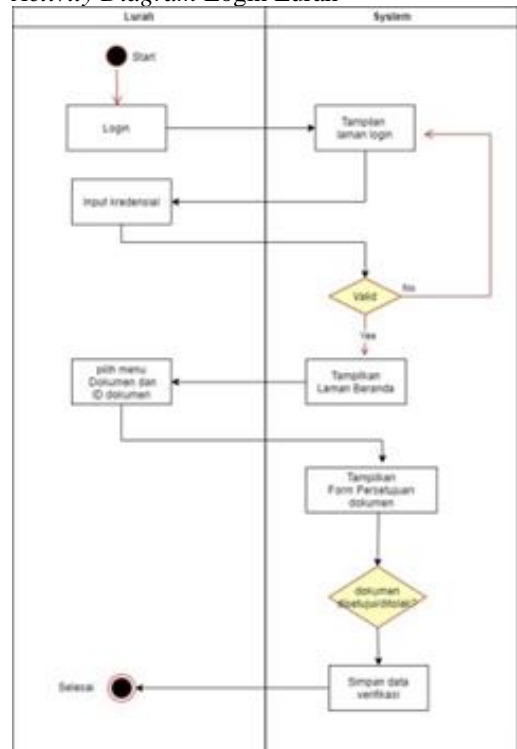 Activity Diagram Login Lurah
Lurah
System
Start
Login
Tampilan
laman login
Input kredensial
Valid
No
Yes
pilih menu
Dokumen dan
ID dokumen
Tampilkan
Laman Beranda
Tampilkan
Form Persetujuan
dokumen
dokumen
disetujui/ditolak?
Selesai
Simpan data
verifikasi